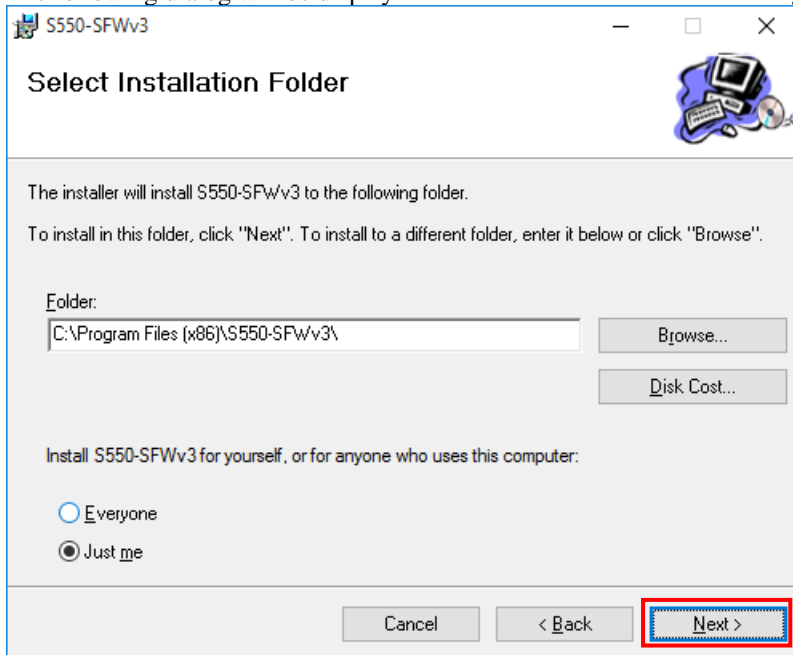 S550-SFWv3
Select Installation Folder
The installer will install S550-SFWv3 to the following folder.
To install in this folder, click "Next". To install to a different folder, enter it below or click "Browse".
Folder:
C:\Program Files (x86)\S550-SFWv3\
Browse...
Disk Cost...
Install S550-SFWv3 for yourself, or for anyone who uses this computer:
Everyone
Just me
Cancel
< Back
Next >